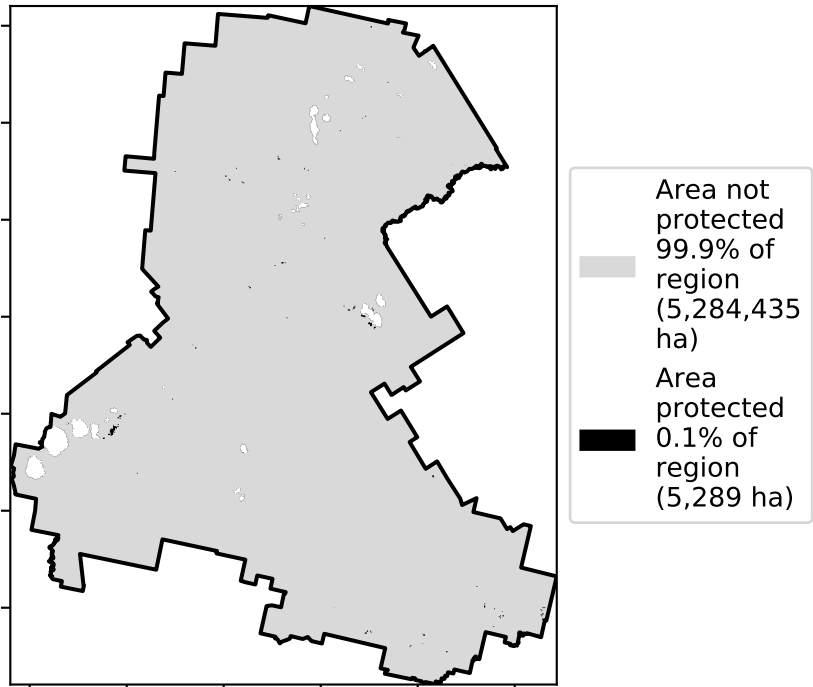 Area not
protected
99.9% of
region
(5,284,435
ha)
Area
protected
0.1% of
region
(5,289 ha)